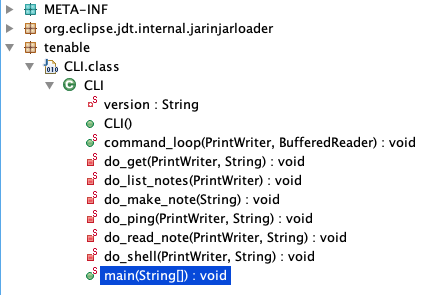 META-INF
org.eclipse.jdt.internal.jarinjarloader
tenable
CLI.class
CLI
version : String
CLI()
command_loop(PrintWriter, BufferedReader) : void
do_get(PrintWriter, String) : void
do_list_notes(PrintWriter) : void
do_make_note(String) : void
do_ping(PrintWriter, String) : void
do_read_note(PrintWriter, String) : void
do_shell(PrintWriter, String) : void
main(String[]) : void